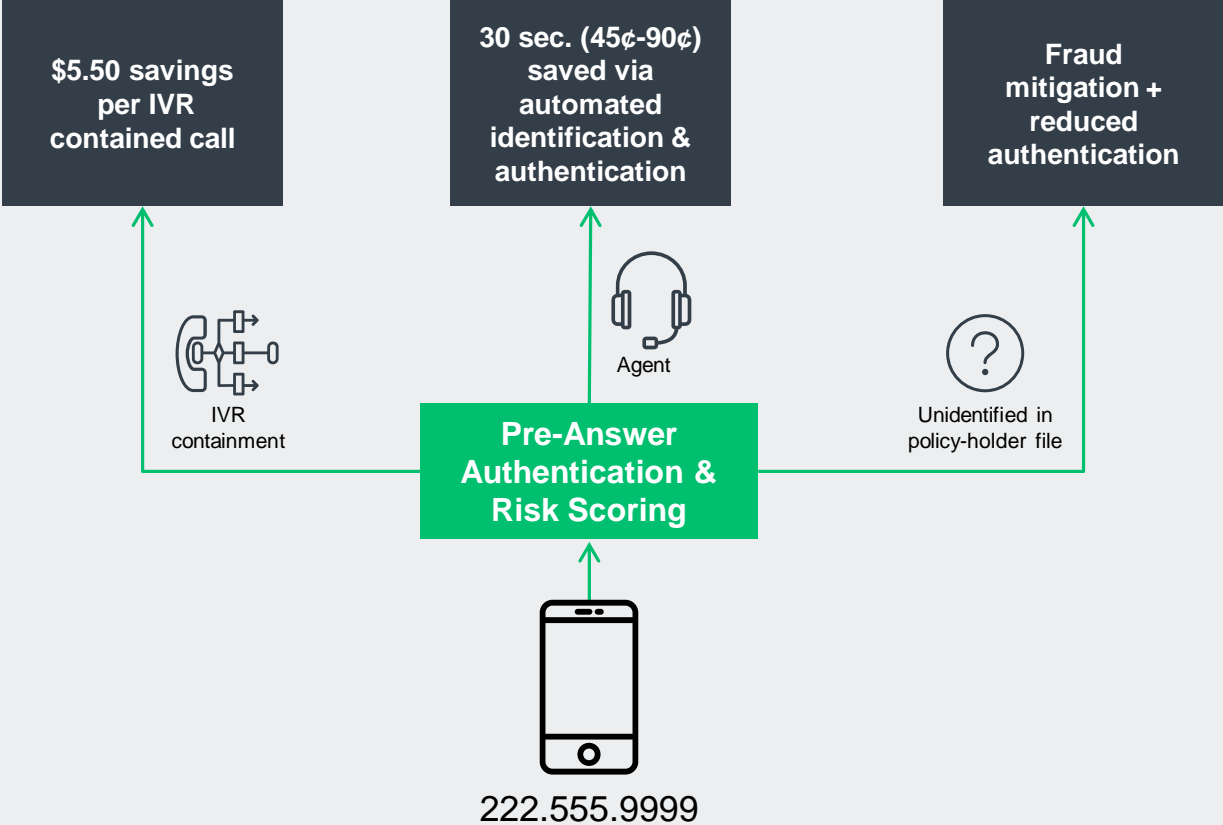 $5.50 savings
per IVR
contained call
30 sec. (45¢-90¢)
saved via
automated
identification &
authentication
Fraud
mitigation +
reduced
authentication
IVR
containment
Agent
Unidentified in
policy-holder file
Pre-Answer
Authentication &
Risk Scoring
222.555.9999